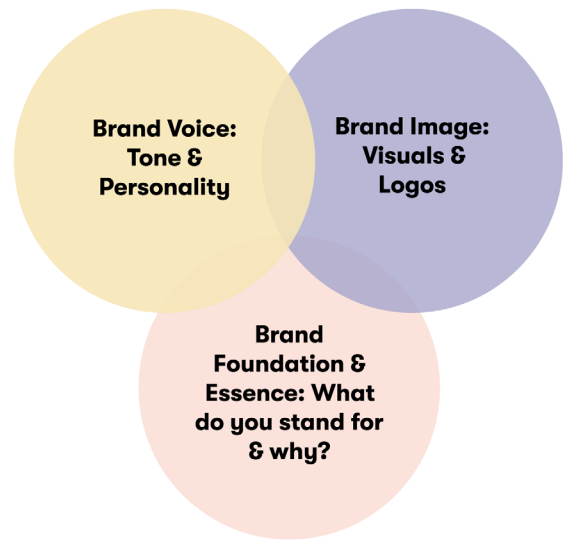 Brand Voice:
Tone &
Personality
Brand Image:
Visuals &
Logos
Brand
Foundation &
Essence: What
do you stand for
& why?